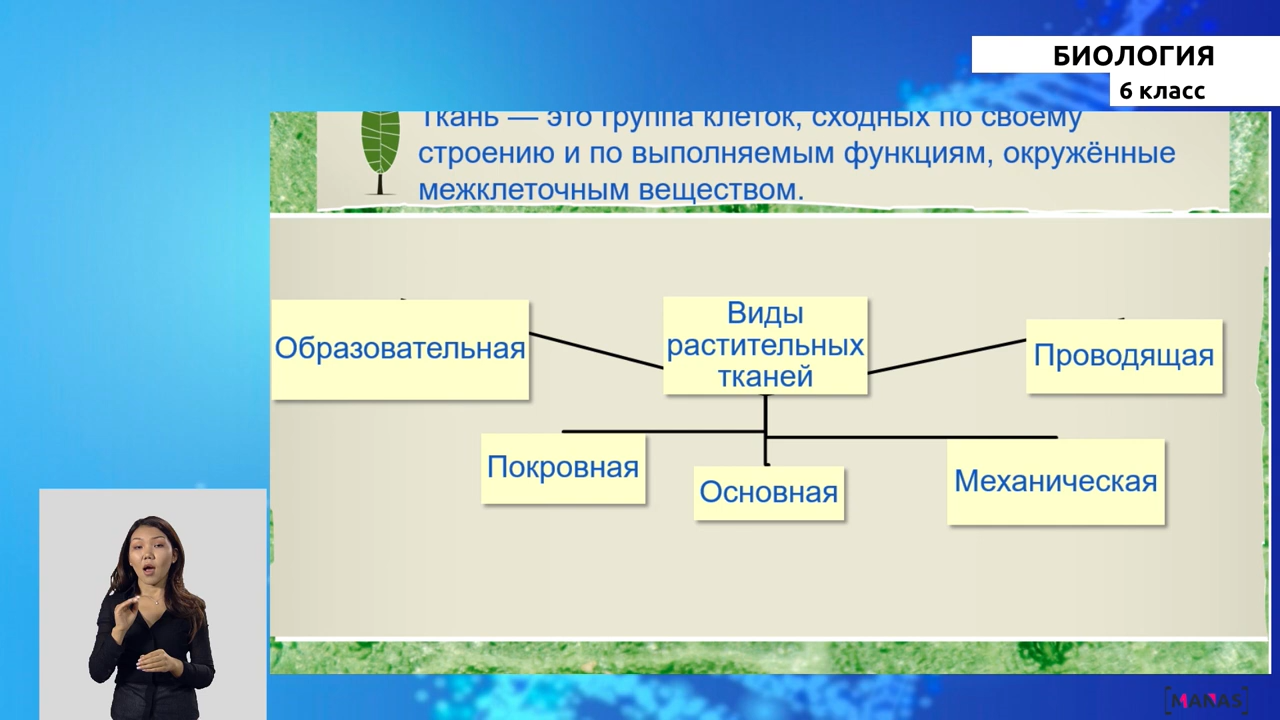 БИОЛОГИЯ
6 класс
Ткань — это группа клеток, сходных по своему
строению и по выполняемым функциям, окружённые
межклеточным веществом.
Образовательная
Виды
растительных
тканей
Проводящая
Покровная
Основная
Механическая
[MANAS]